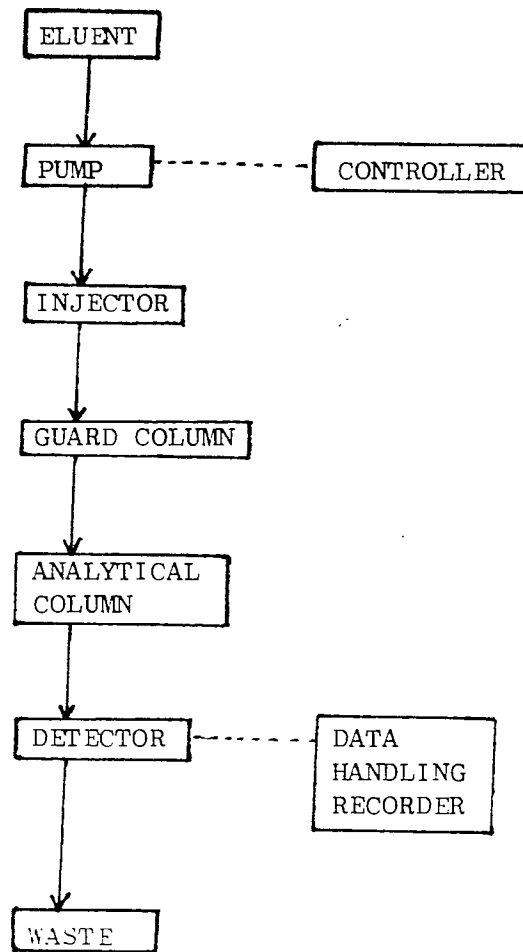 ELUENT
PUMP
CONTROLLER
INJECTOR
GUARD COLUMN
ANALYTICAL
COLUMN
DETECTOR
DATA
HANDLING
RECORDER
WASTE